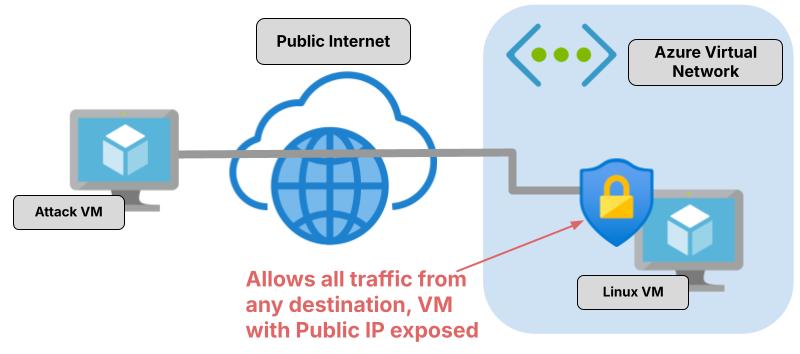 Public Internet
Azure Virtual
Network
Attack VM
Allows all traffic from
any destination, VM
with Public IP exposed
Linux VM